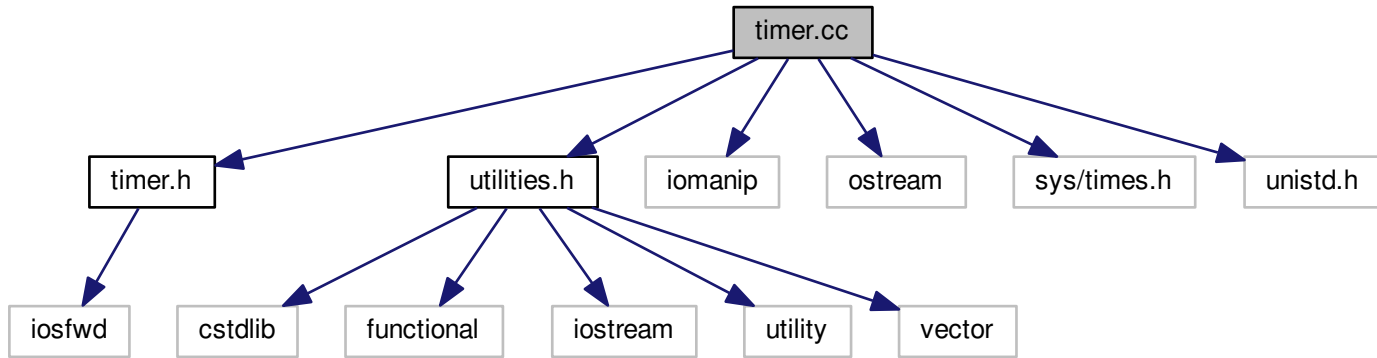 timer.cc
timer.h
utilities.h
iomanip
ostream
sys/times.h
unistd.h
iosfwd
cstdlib
functional
iostream
utility
vector